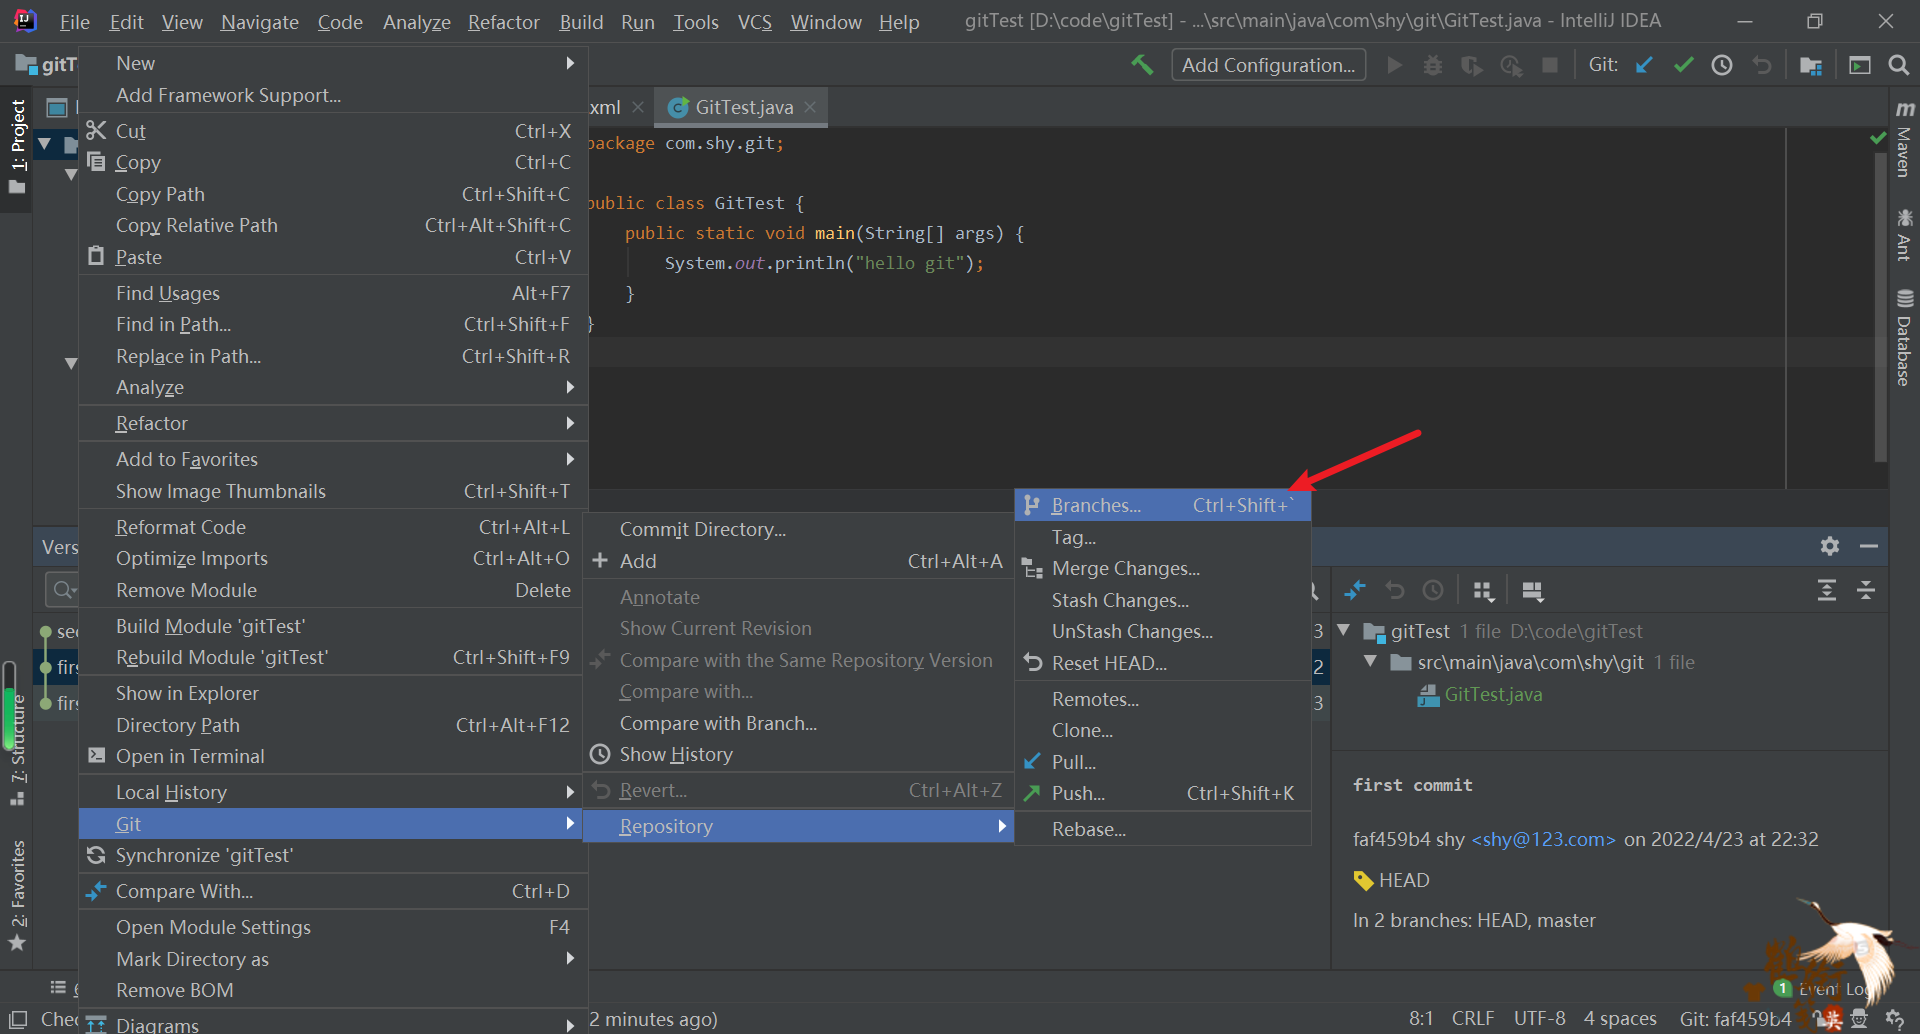 File Edit View Navigate Code Analyze Refactor Build Run Tools VCS Window Help gitTest [D:\code\gitTest] - ...\src\main\java\com\shy\git\GitTest.java - IntelliJ IDEA
gitT
Add Configuration...
Git:
1: Project
7: Structure
2: Favorites
New
Add Framework Support...
Cut Ctrl+X
Copy Ctrl+C
Copy Path Ctrl+Shift+C
Copy Relative Path Ctrl+Alt+Shift+C
Paste Ctrl+V
Find Usages Alt+F7
Find in Path... Ctrl+Shift+F
Replace in Path... Ctrl+Shift+R
Analyze
Refactor
Add to Favorites
Show Image Thumbnails Ctrl+Shift+T
Reformat Code Ctrl+Alt+L
Optimize Imports Ctrl+Alt+O
Remove Module Delete
Build Module 'gitTest'
Rebuild Module 'gitTest' Ctrl+Shift+F9
Show in Explorer
Directory Path Ctrl+Alt+F12
Open in Terminal
Local History
Git
Synchronize 'gitTest'
Compare With... Ctrl+D
Open Module Settings F4
Mark Directory as
Remove BOM
Diagrams
xml
GitTest.java
package com.shy.git;
public class GitTest {
public static void main(String[] args) {
System.out.println("hello git");
}
}
Maven
Ant
Database
Vers
sec
firs
firs
Commit Directory...
Add Ctrl+Alt+A
Annotate
Show Current Revision
Compare with the Same Repository Version
Compare with...
Compare with Branch...
Show History
Revert... Ctrl+Alt+Z
Repository
Branches... Ctrl+Shift+`
Tag...
Merge Changes...
Stash Changes...
UnStash Changes...
Reset HEAD...
Remotes...
Clone...
Pull...
Push... Ctrl+Shift+K
Rebase...
3
2
3
gitTest 1 file D:\code\gitTest
src\main\java\com\shy\git 1 file
GitTest.java
first commit
faf459b4 shy <shy@123.com> on 2022/4/23 at 22:32
HEAD
In 2 branches: HEAD, master
1 Event Log
Chec
2 minutes ago)
8:1 CRLF UTF-8 4 spaces Git: faf459b4
英